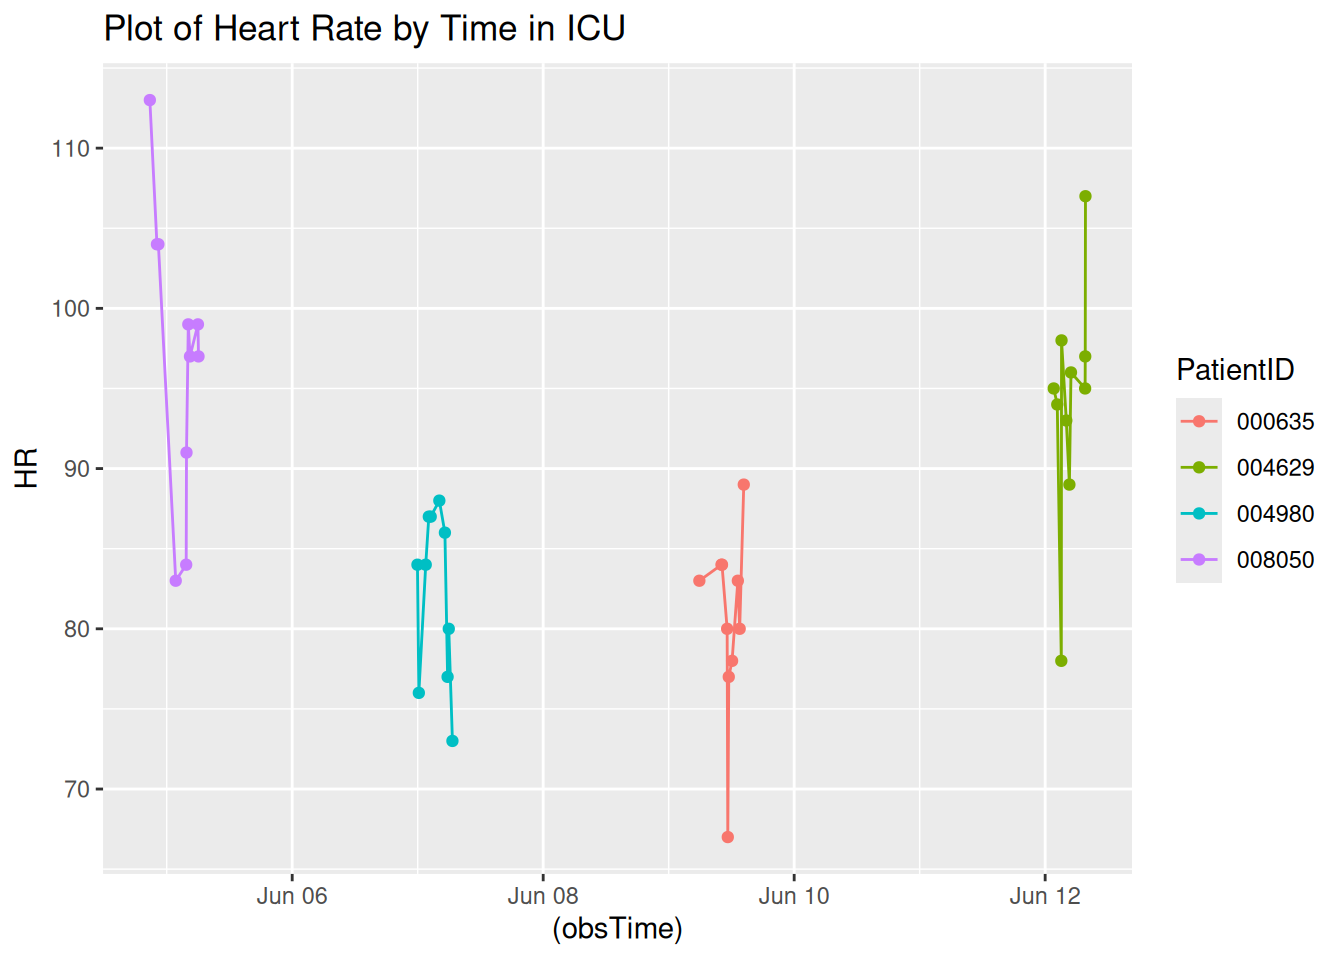 Plot of Heart Rate by Time in ICU
HR
110
100
90
80
70
Jun 06
Jun 08
Jun 10
Jun 12
(obsTime)
PatientID
000635
004629
004980
008050